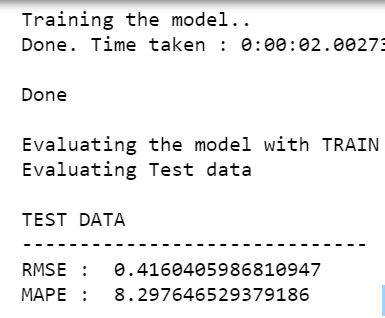 Training the model..
Done. Time taken : 0:00:02.00273
Done
Evaluating the model with TRAIN
Evaluating Test data
TEST DATA
------------------------------
RMSE :  0.4160405986810947
MAPE :  8.297646529379186